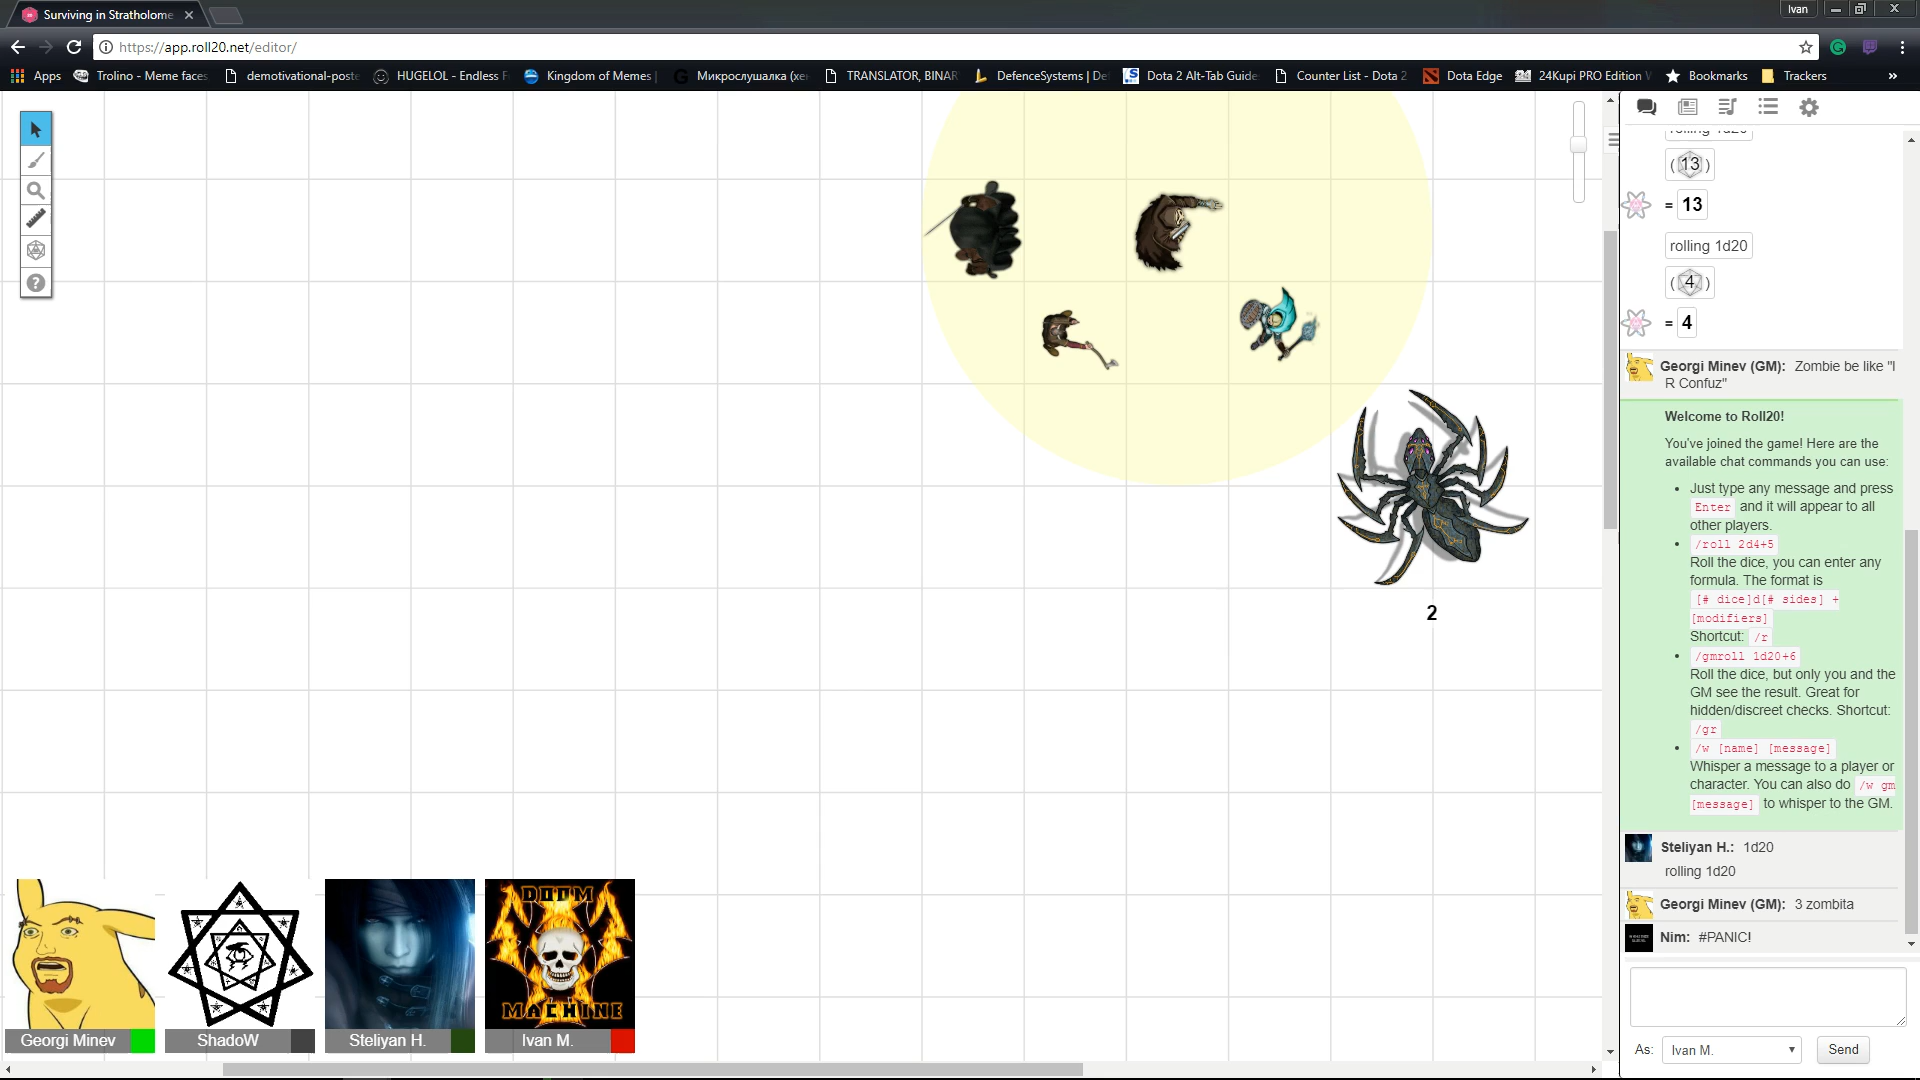 Surviving in Stratholome
Ivan
https://app.roll20.net/editor/
Apps
Trolino - Meme faces
demotivational-poste
HUGELOL - Endless F
Kingdom of Memes |
Микрослушалка (хен
TRANSLATOR, BINAR
DefenceSystems | De
Dota 2 Alt-Tab Guide
Counter List - Dota 2
Dota Edge
24Kupi PRO Edition V
Bookmarks
Trackers
»
rolling 1d20
(13)
= 13
rolling 1d20
(4)
= 4
Georgi Minev (GM): Zombie be like "I
R Confuz"
Welcome to Roll20!
You've joined the game! Here are the
available chat commands you can use:
• Just type any message and press
Enter and it will appear to all
other players.
• /roll 2d4+5
Roll the dice, you can enter any
formula. The format is
[# dice]d[# sides] +
[modifiers]
Shortcut: /r
• /gmroll 1d20+6
Roll the dice, but only you and the
GM see the result. Great for
hidden/discreet checks. Shortcut:
/gr
• /w [name] [message]
Whisper a message to a player or
character. You can also do /w gm
[message] to whisper to the GM.
Steliyan H.: 1d20
rolling 1d20
Georgi Minev (GM): 3 zombita
Nim: #PANIC!
As: Ivan M.
Send
2
DOOM
MACHINE
Georgi Minev
ShadoW
Steliyan H.
Ivan M.